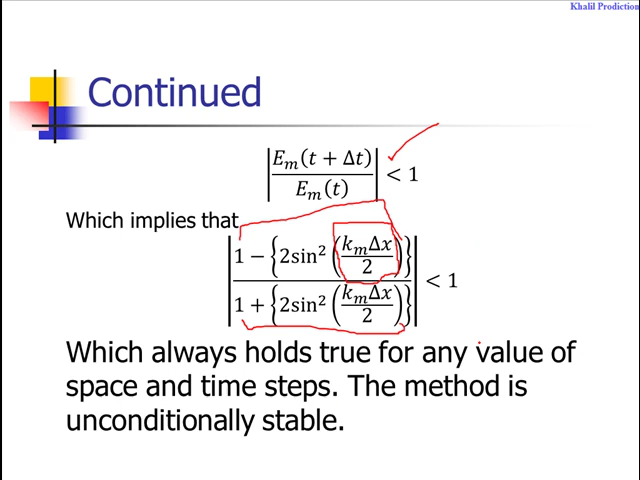 Khalil Prodiction
Continued
|E_m(t + Δt) / E_m(t)| < 1
Which implies that
|1 − {2sin²(k_mΔx / 2)} / 1 + {2sin²(k_mΔx / 2)}| < 1
Which always holds true for any value of
space and time steps. The method is
unconditionally stable.